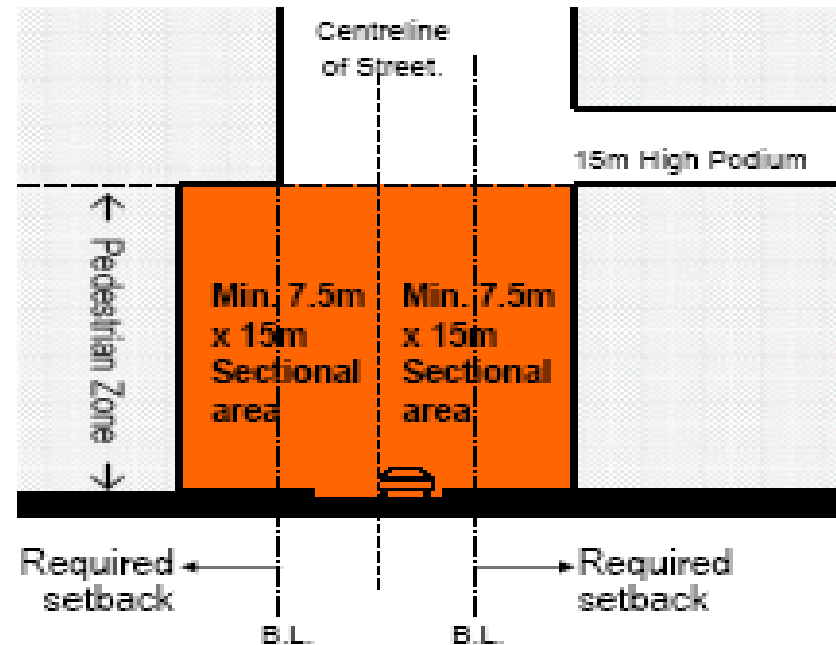 Centreline
of Street.
15m High Podium
Pedestrian Zone
Min. 7.5m
x 15m
Sectional
area
Min. 7.5m
x 15m
Sectional
area
Required
setback
Required
setback
B.L.
B.L.